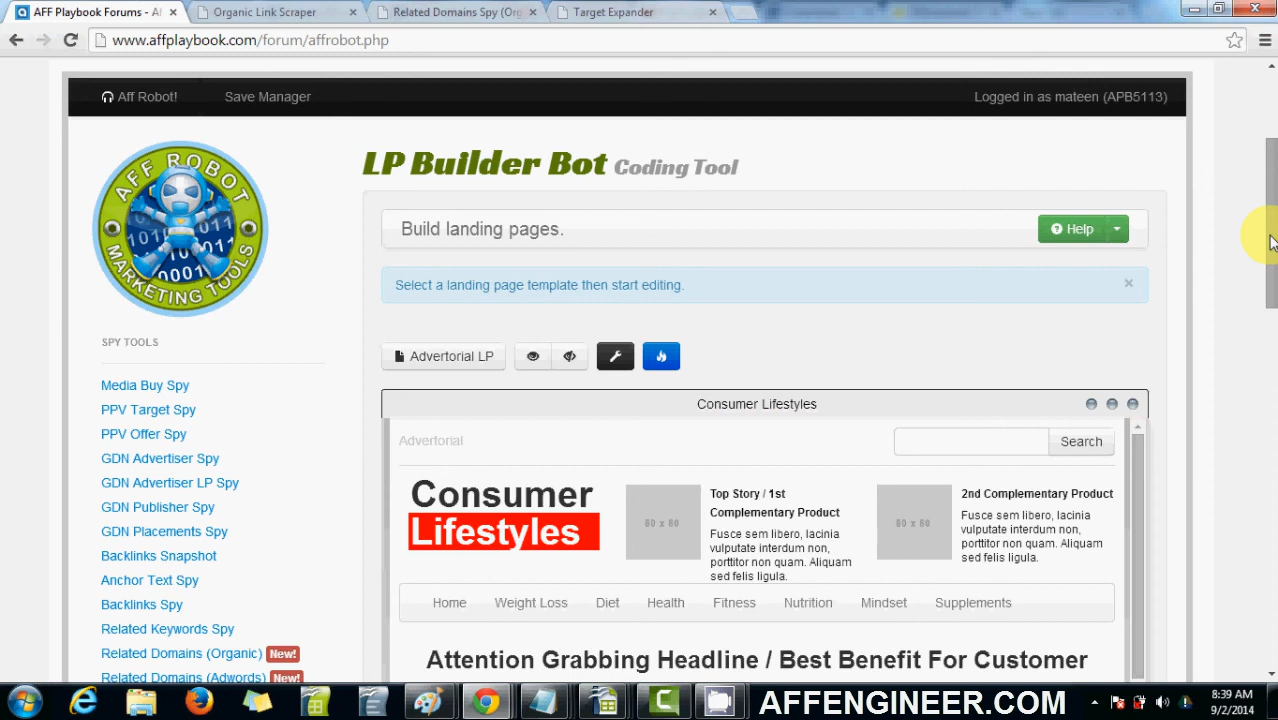 AFF Playbook Forums - Af
Organic Link Scraper
Related Domains Spy (Org
Target Expander
www.affplaybook.com/forum/affrobot.php
Aff Robot!
Save Manager
Logged in as mateen (APB5113)
AFF ROBOT
MARKETING TOOLS
LP Builder Bot Coding Tool
Build landing pages.
Help
Select a landing page template then start editing.
SPY TOOLS
Advertorial LP
Media Buy Spy
PPV Target Spy
PPV Offer Spy
GDN Advertiser Spy
GDN Advertiser LP Spy
GDN Publisher Spy
GDN Placements Spy
Backlinks Snapshot
Anchor Text Spy
Backlinks Spy
Related Keywords Spy
Related Domains (Organic) New!
Related Domains (Adwords) New!
Consumer Lifestyles
Advertorial
Search
Consumer
Lifestyles
80 x 80
Top Story / 1st
Complementary Product
Fusce sem libero, lacinia
vulputate interdum non,
porttitor non quam. Aliquam
sed felis ligula.
80 x 80
2nd Complementary Product
Fusce sem libero, lacinia
vulputate interdum non,
porttitor non quam. Aliquam
sed felis ligula.
Home Weight Loss Diet Health Fitness Nutrition Mindset Supplements
Attention Grabbing Headline / Best Benefit For Customer
AFFENGINEER.COM
8:39 AM
9/2/2014